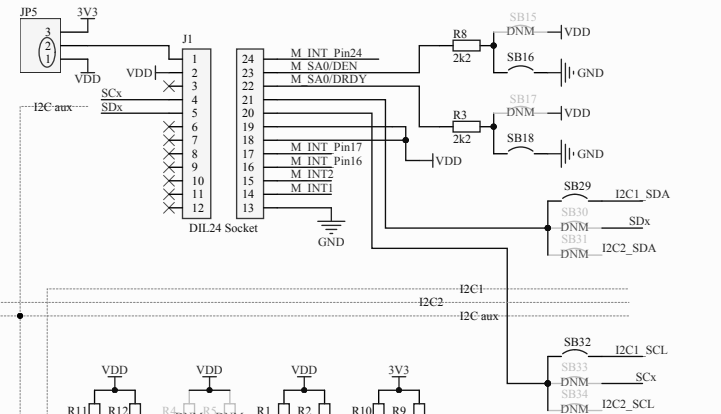 JP5
3V3
3
2
1
VDD
J1
VDD
SCx
SDx
I2C aux
1
2
3
4
5
6
7
8
9
10
11
12
24
23
22
21
20
19
18
17
16
15
14
13
DIL24 Socket
M_INT_Pin24
M_SA0/DEN
M_SA0/DRDY
M_INT_Pin17
M_INT_Pin16
M_INT2
M_INT1
GND
VDD
R8
2k2
SB15
DNM
VDD
SB16
GND
R3
2k2
SB17
DNM
VDD
SB18
GND
SB29
I2C1_SDA
SB30
DNM
SDx
SB31
DNM
I2C2_SDA
I2C1
I2C2
I2C aux
SB32
I2C1_SCL
SB33
DNM
SCx
SB34
DNM
I2C2_SCL
VDD
VDD
VDD
3V3
R11
R12
R4
R5
R1
R2
R10
R9